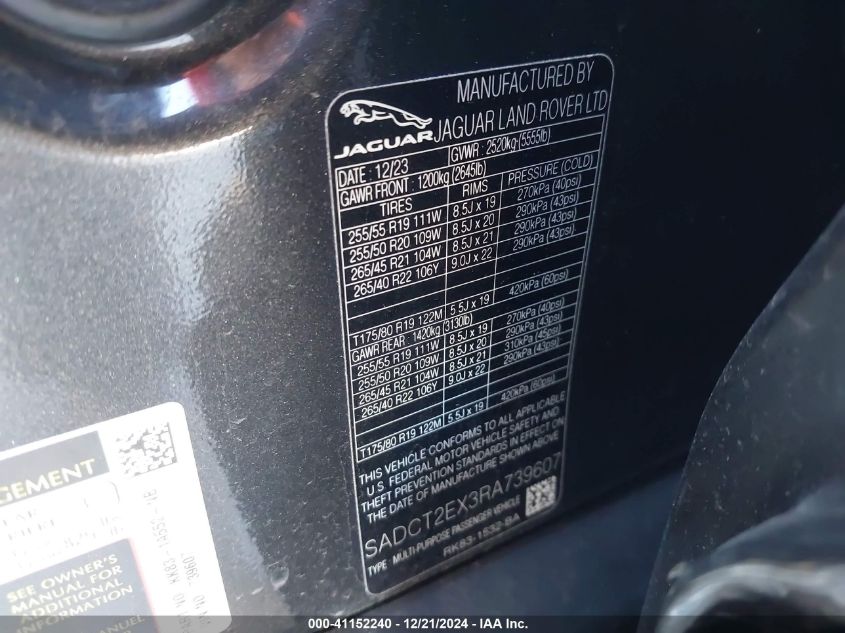 MANUFACTURED BY
JAGUAR LAND ROVER LTD
JAGUAR
DATE : 12/23 GVWR : 2520kg (5555lb)
GAWR FRONT : 1200kg (2645lb)
TIRES RIMS PRESSURE (COLD)
255/55 R19 111W 8.5J x 19 270kPa (40psi)
255/50 R20 109W 8.5J x 20 290kPa (43psi)
265/45 R21 104W 8.5J x 21 290kPa (43psi)
265/40 R22 106Y 9.0J x 22 290kPa (43psi)
T175/80 R19 122M 5.5J x 19 420kPa (60psi)
GAWR REAR : 1420kg (3130lb)
255/55 R19 111W 8.5J x 19 270kPa (40psi)
255/50 R20 109W 8.5J x 20 290kPa (43psi)
265/45 R21 104W 8.5J x 21 310kPa (45psi)
265/40 R22 106Y 9.0J x 22 290kPa (43psi)
T175/80 R19 122M 5.5J x 19 420kPa (60psi)
THIS VEHICLE CONFORMS TO ALL APPLICABLE
U.S FEDERAL MOTOR VEHICLE SAFETY AND
THEFT PREVENTION STANDARDS IN EFFECT ON
THE DATE OF MANUFACTURE SHOWN ABOVE
SADCT2EX3RA739607
TYPE : MULTI-PURPOSE PASSENGER VEHICLE
RK83-1532-BA
SEE OWNER'S
MANUAL FOR
ADDITIONAL
INFORMATION
000-41152240 - 12/21/2024 - IAA Inc.